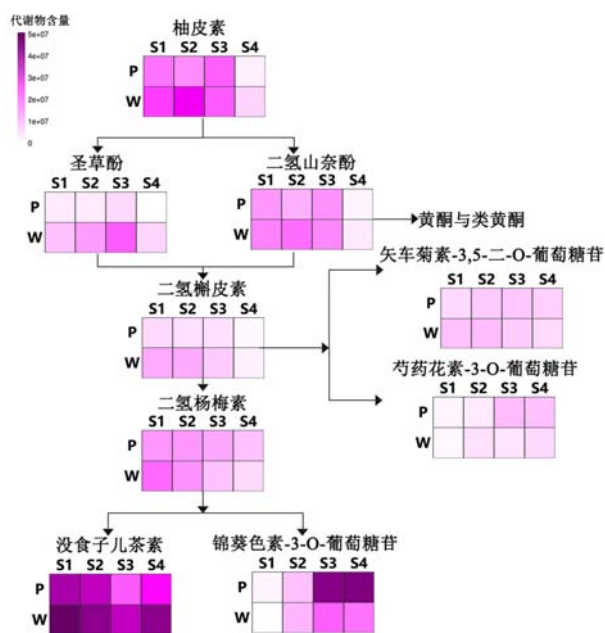 代谢物含量
5e+07
4e+07
2e+07
1e+07
0
柚皮素
S1 S2 S3 S4
P
W
圣草酚
S1 S2 S3 S4
P
W
二氢山奈酚
S1 S2 S3 S4
P
W
黄酮与类黄酮
二氢槲皮素
S1 S2 S3 S4
P
W
矢车菊素-3,5-二-O-葡萄糖苷
S1 S2 S3 S4
P
W
芍药花素-3-O-葡萄糖苷
S1 S2 S3 S4
P
W
二氢杨梅素
S1 S2 S3 S4
P
W
没食子儿茶素
S1 S2 S3 S4
P
W
锦葵色素-3-O-葡萄糖苷
S1 S2 S3 S4
P
W